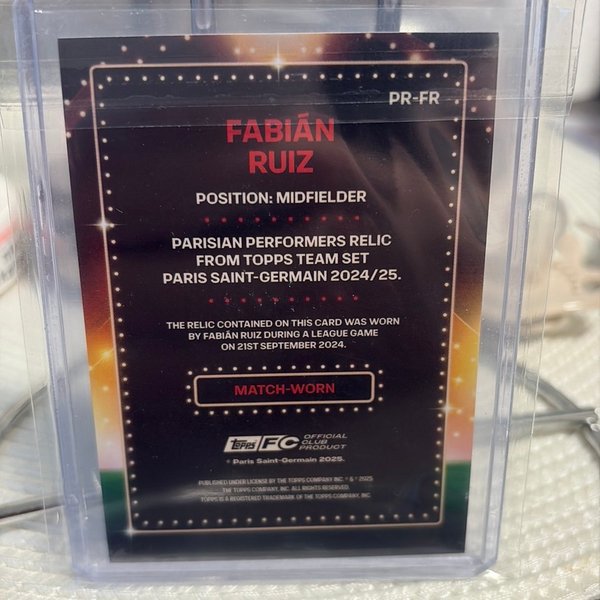 PR-FR
FABIÁN
RUIZ
POSITION: MIDFIELDER
PARISIAN PERFORMERS RELIC
FROM TOPPS TEAM SET
PARIS SAINT-GERMAIN 2024/25.
THE RELIC CONTAINED ON THIS CARD WAS WORN
BY FABIÁN RUIZ DURING A LEAGUE GAME
ON 21ST SEPTEMBER 2024.
MATCH-WORN
Topps FC OFFICIAL
CLUB
PRODUCT
® Paris Saint-Germain 2025.
PUBLISHED UNDER LICENSE BY THE TOPPS COMPANY INC. ® & © 2025
THE TOPPS COMPANY, INC. ALL RIGHTS RESERVED.
TOPPS IS A REGISTERED TRADEMARK OF THE TOPPS COMPANY, INC.